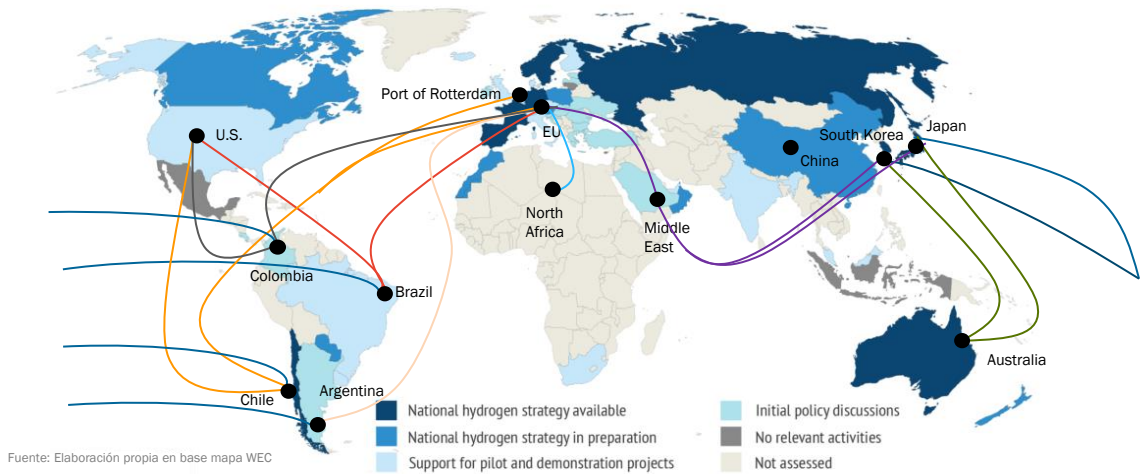 Port of Rotterdam
U.S.
EU
South Korea
Japan
China
North
Africa
Middle
East
Colombia
Brazil
Chile
Argentina
Australia
National hydrogen strategy available
National hydrogen strategy in preparation
Support for pilot and demonstration projects
Initial policy discussions
No relevant activities
Not assessed
Fuente: Elaboración propia en base mapa WEC